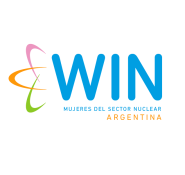 WIN
MUJERES DEL SECTOR NUCLEAR
ARGENTINA